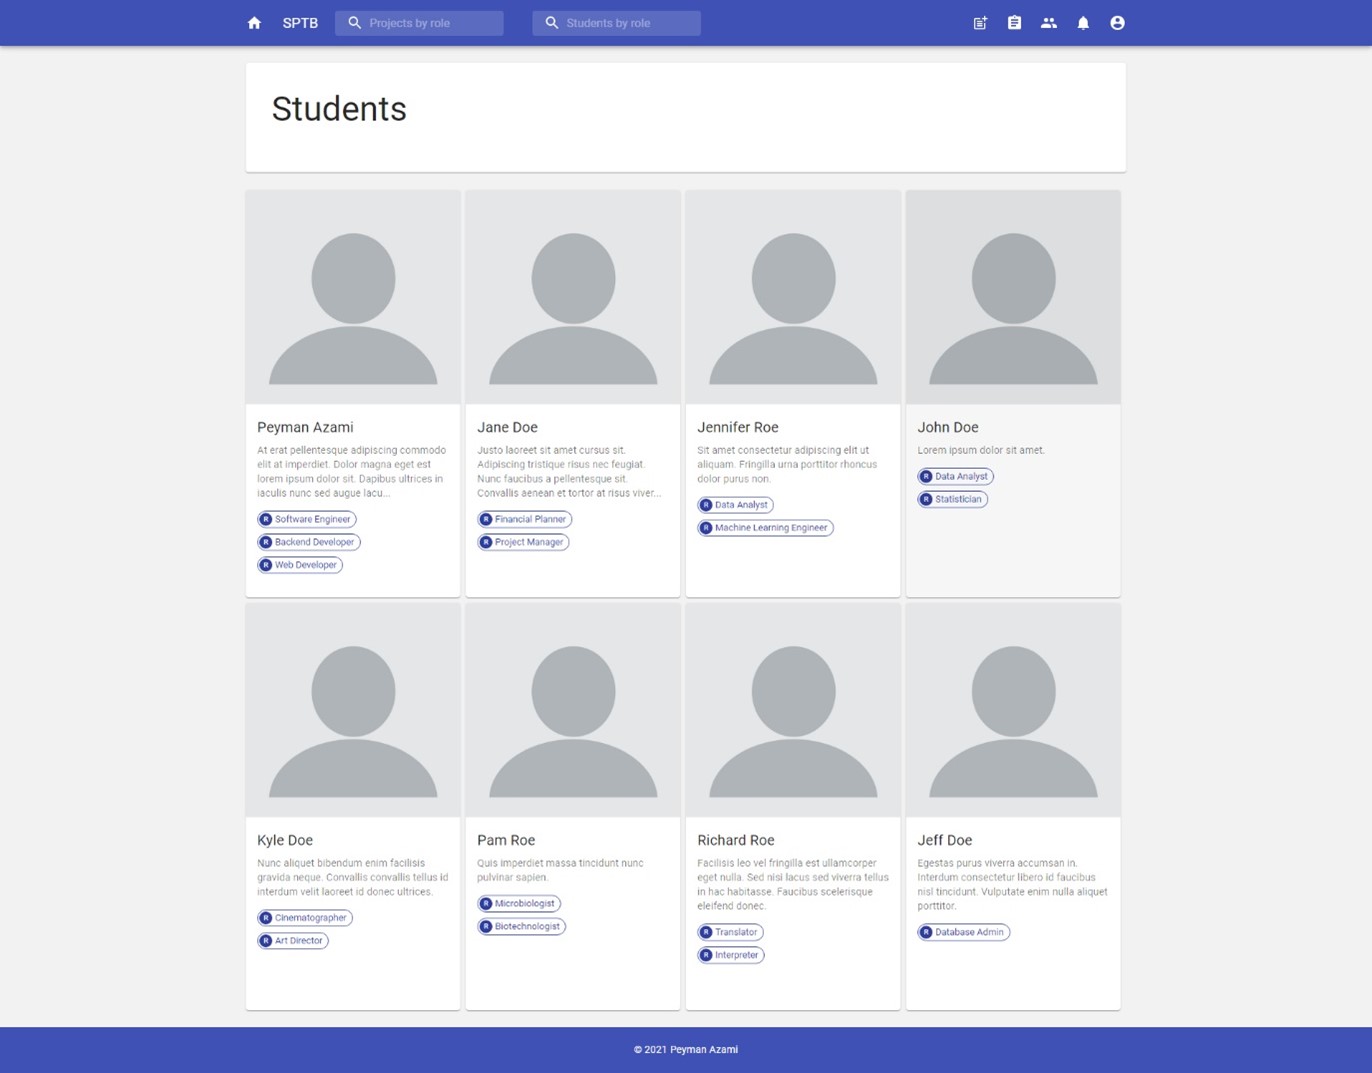 SPTB
Projects by role
Students by role
Students
Peyman Azami
At erat pellentesque adipiscing commodo
elit at imperdiet. Dolor magna eget est
lorem ipsum dolor sit. Dapibus ultrices in
iaculis nunc sed augue lacu...
R Software Engineer
R Backend Developer
R Web Developer
Jane Doe
Justo laoreet sit amet cursus sit.
Adipiscing tristique risus nec feugiat.
Nunc faucibus a pellentesque sit.
Convallis aenean et tortor at risus viver...
R Financial Planner
R Project Manager
Jennifer Roe
Sit amet consectetur adipiscing elit ut
aliquam. Fringilla urna porttitor rhoncus
dolor purus non.
R Data Analyst
R Machine Learning Engineer
John Doe
Lorem ipsum dolor sit amet.
R Data Analyst
R Statistician
Kyle Doe
Nunc aliquet bibendum enim facilisis
gravida neque. Convallis convallis tellus id
interdum velit laoreet id donec ultrices.
R Cinematographer
R Art Director
Pam Roe
Quis imperdiet massa tincidunt nunc
pulvinar sapien.
R Microbiologist
R Biotechnologist
Richard Roe
Facilisis leo vel fringilla est ullamcorper
eget nulla. Sed nisi lacus sed viverra tellus
in hac habitasse. Faucibus scelerisque
eleifend donec.
R Translator
R Interpreter
Jeff Doe
Egestas purus viverra accumsan in.
Interdum consectetur libero id faucibus
nisl tincidunt. Vulputate enim nulla aliquet
porttitor.
R Database Admin
© 2021 Peyman Azami